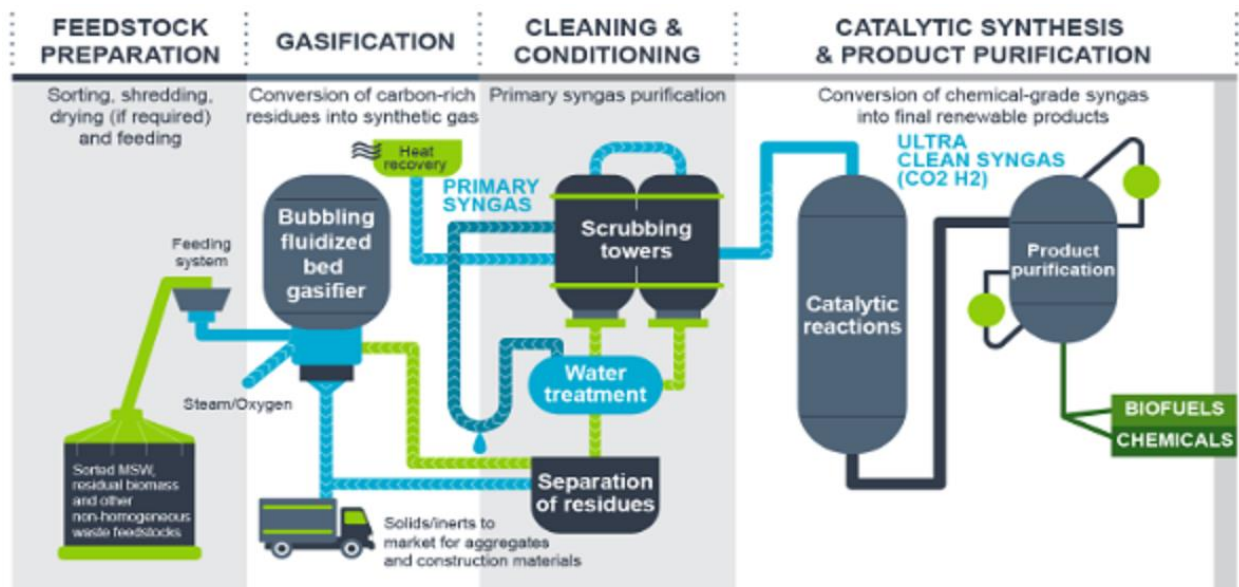 FEEDSTOCK
PREPARATION
Sorting, shredding,
drying (if required)
and feeding
GASIFICATION
Conversion of carbon-rich
residues into synthetic gas
CLEANING &
CONDITIONING
Primary syngas purification
CATALYTIC SYNTHESIS
& PRODUCT PURIFICATION
Conversion of chemical-grade syngas
into final renewable products
Heat
recovery
PRIMARY
SYNGAS
ULTRA
CLEAN SYNGAS
(CO2 H2)
Bubbling
fluidized
bed
gasifier
Scrubbing
towers
Feeding
system
Product
purification
Catalytic
reactions
Water
treatment
Steam/Oxygen
BIOFUELS
CHEMICALS
Sorted MSW,
residual biomass
and other
non-homogeneous
waste feedstocks
Separation
of residues
Solids/inerts to
market for aggregates
and construction materials